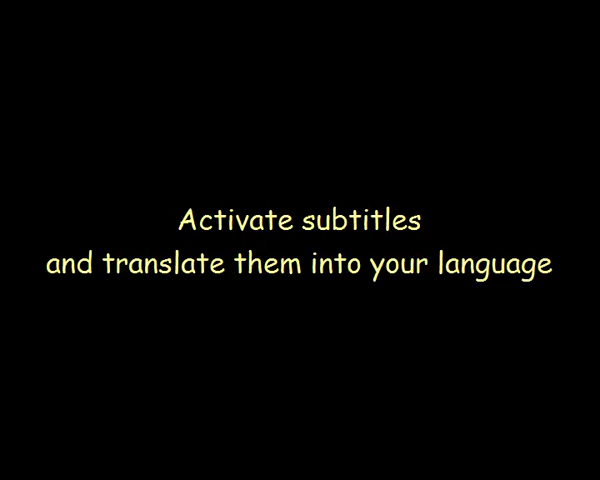 Activate subtitles
and translate them into your language